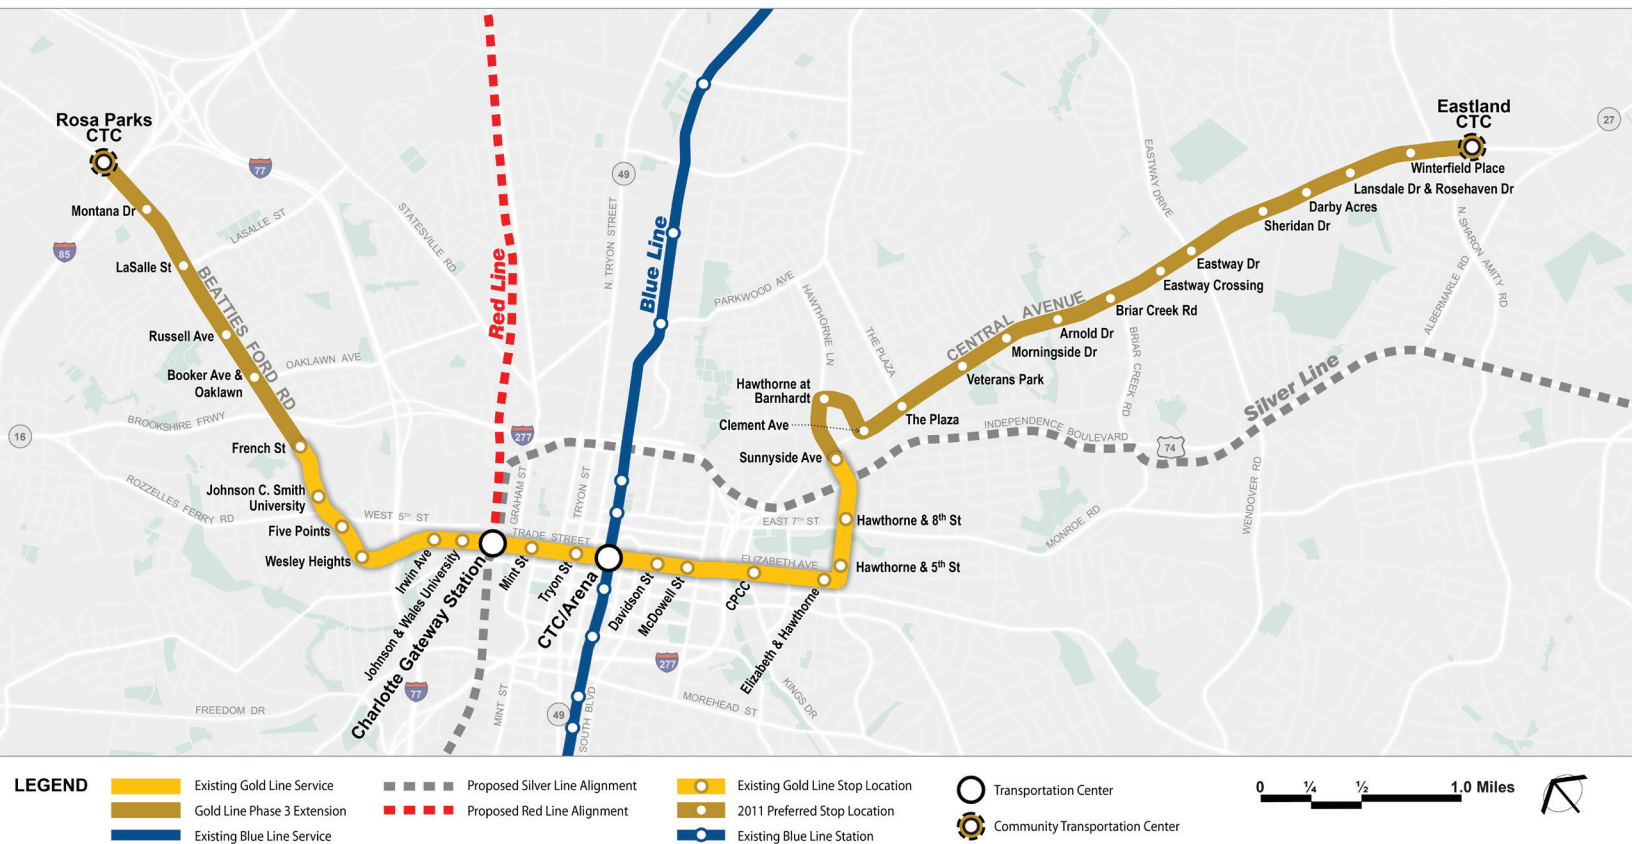 Rosa Parks
CTC
Montana Dr
LaSalle St
Russell Ave
Booker Ave &
Oaklawn
French St
Johnson C. Smith
University
Five Points
Wesley Heights
Irwin Ave
Johnson & Wales University
Charlotte Gateway Station
Mint St
Tryon St
CTC/Arena
Davidson St
McDowell St
CPCC
Elizabeth & Hawthorne
Hawthorne & 5th St
Hawthorne & 8th St
Sunnyside Ave
Clement Ave
Hawthorne at
Barnhardt
The Plaza
Veterans Park
Morningside Dr
Arnold Dr
Briar Creek Rd
Eastway Crossing
Eastway Dr
Sheridan Dr
Darby Acres
Lansdale Dr & Rosehaven Dr
Winterfield Place
Eastland
CTC
Red Line
Blue Line
Silver Line
BEATTIES FORD RD
CENTRAL AVENUE
LASALLE ST
STATESVILLE RD
OAKLAWN AVE
BROOKSHIRE FRWY
ROZZELLES FERRY RD
WEST 5TH ST
GRAHAM ST
TRYON ST
TRADE STREET
N. TRYON STREET
PARKWOOD AVE
HAWTHORNE LN
THE PLAZA
EASTWAY DRIVE
BRIAR CREEK RD
INDEPENDENCE BOULEVARD
EAST 7TH ST
ELIZABETH AVE
MONROE RD
WENDOVER RD
ALBERMARLE RD
N. SHARON AMITY RD
FREEDOM DR
MINT ST
SOUTH BLVD
MOREHEAD ST
KINGS DR
77
85
16
49
277
27
74
277
77
49
LEGEND
Existing Gold Line Service
Gold Line Phase 3 Extension
Existing Blue Line Service
Proposed Silver Line Alignment
Proposed Red Line Alignment
Existing Gold Line Stop Location
2011 Preferred Stop Location
Existing Blue Line Station
Transportation Center
Community Transportation Center
0 ¼ ½ 1.0 Miles